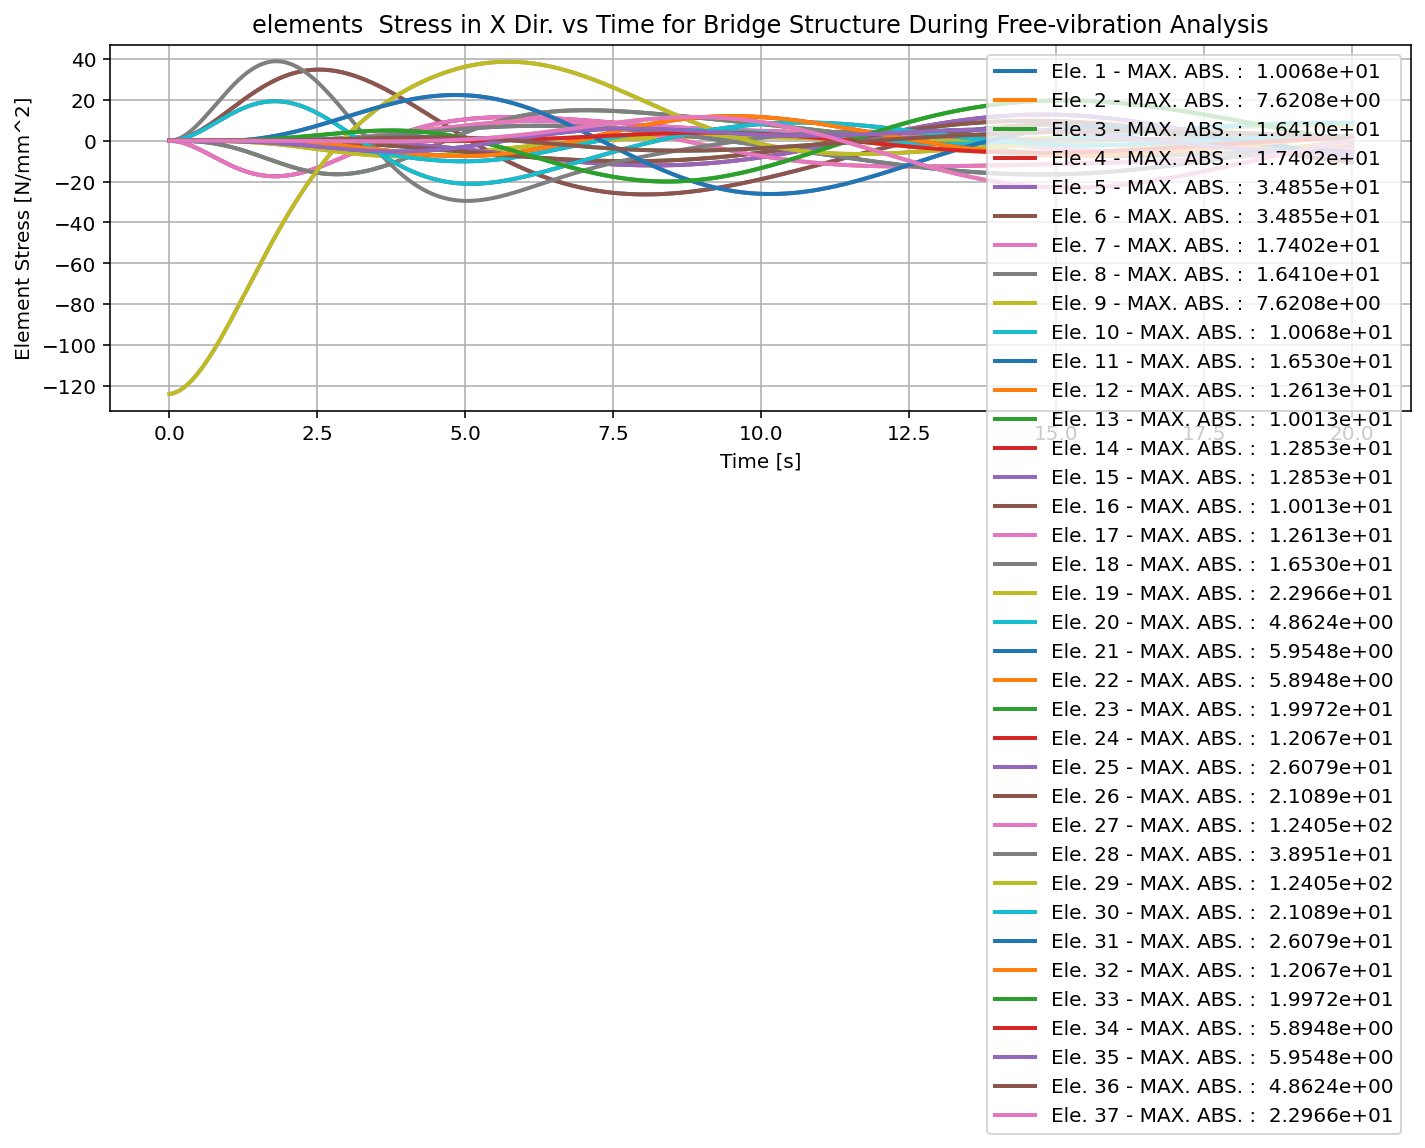 elements  Stress in X Dir. vs Time for Bridge Structure During Free-vibration Analysis
Element Stress [N/mm^2]
40
20
0
−20
−40
−60
−80
−100
−120
0.0 2.5 5.0 7.5 10.0 12.5 15.0 17.5 20.0
Time [s]
Ele. 1 - MAX. ABS. :  1.0068e+01
Ele. 2 - MAX. ABS. :  7.6208e+00
Ele. 3 - MAX. ABS. :  1.6410e+01
Ele. 4 - MAX. ABS. :  1.7402e+01
Ele. 5 - MAX. ABS. :  3.4855e+01
Ele. 6 - MAX. ABS. :  3.4855e+01
Ele. 7 - MAX. ABS. :  1.7402e+01
Ele. 8 - MAX. ABS. :  1.6410e+01
Ele. 9 - MAX. ABS. :  7.6208e+00
Ele. 10 - MAX. ABS. :  1.0068e+01
Ele. 11 - MAX. ABS. :  1.6530e+01
Ele. 12 - MAX. ABS. :  1.2613e+01
Ele. 13 - MAX. ABS. :  1.0013e+01
Ele. 14 - MAX. ABS. :  1.2853e+01
Ele. 15 - MAX. ABS. :  1.2853e+01
Ele. 16 - MAX. ABS. :  1.0013e+01
Ele. 17 - MAX. ABS. :  1.2613e+01
Ele. 18 - MAX. ABS. :  1.6530e+01
Ele. 19 - MAX. ABS. :  2.2966e+01
Ele. 20 - MAX. ABS. :  4.8624e+00
Ele. 21 - MAX. ABS. :  5.9548e+00
Ele. 22 - MAX. ABS. :  5.8948e+00
Ele. 23 - MAX. ABS. :  1.9972e+01
Ele. 24 - MAX. ABS. :  1.2067e+01
Ele. 25 - MAX. ABS. :  2.6079e+01
Ele. 26 - MAX. ABS. :  2.1089e+01
Ele. 27 - MAX. ABS. :  1.2405e+02
Ele. 28 - MAX. ABS. :  3.8951e+01
Ele. 29 - MAX. ABS. :  1.2405e+02
Ele. 30 - MAX. ABS. :  2.1089e+01
Ele. 31 - MAX. ABS. :  2.6079e+01
Ele. 32 - MAX. ABS. :  1.2067e+01
Ele. 33 - MAX. ABS. :  1.9972e+01
Ele. 34 - MAX. ABS. :  5.8948e+00
Ele. 35 - MAX. ABS. :  5.9548e+00
Ele. 36 - MAX. ABS. :  4.8624e+00
Ele. 37 - MAX. ABS. :  2.2966e+01